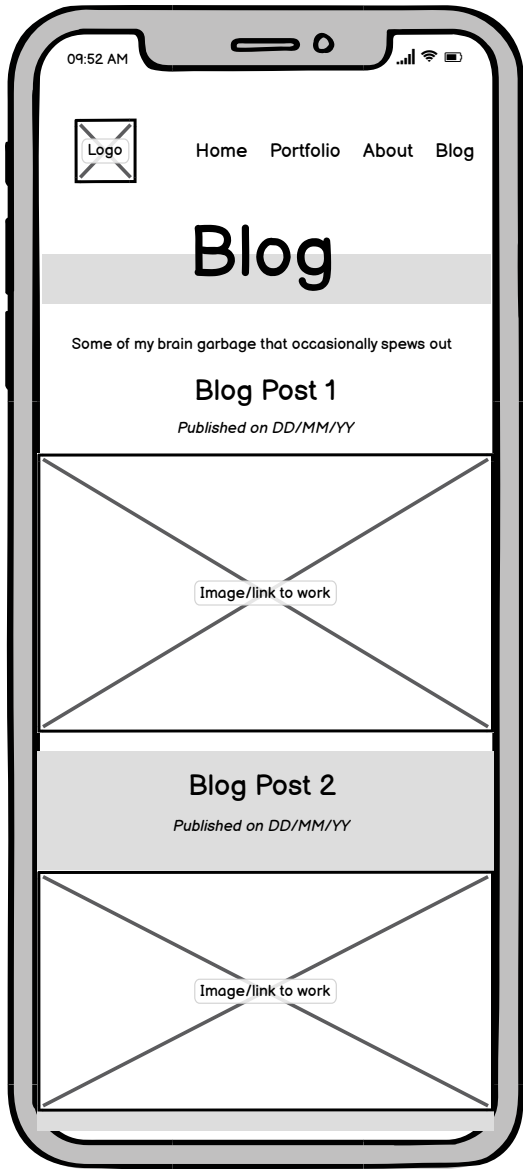 09:52 AM
Logo
Home Portfolio About Blog
Blog
Some of my brain garbage that occasionally spews out
Blog Post 1
Published on DD/MM/YY
Image/link to work
Blog Post 2
Published on DD/MM/YY
Image/link to work